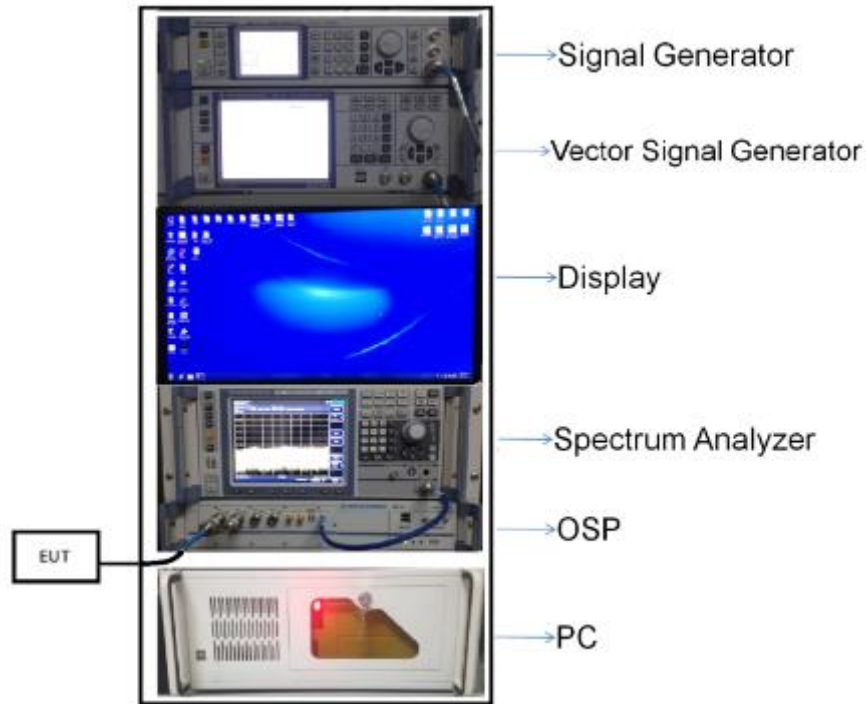 Signal Generator
Vector Signal Generator
Display
Spectrum Analyzer
OSP
EUT
PC